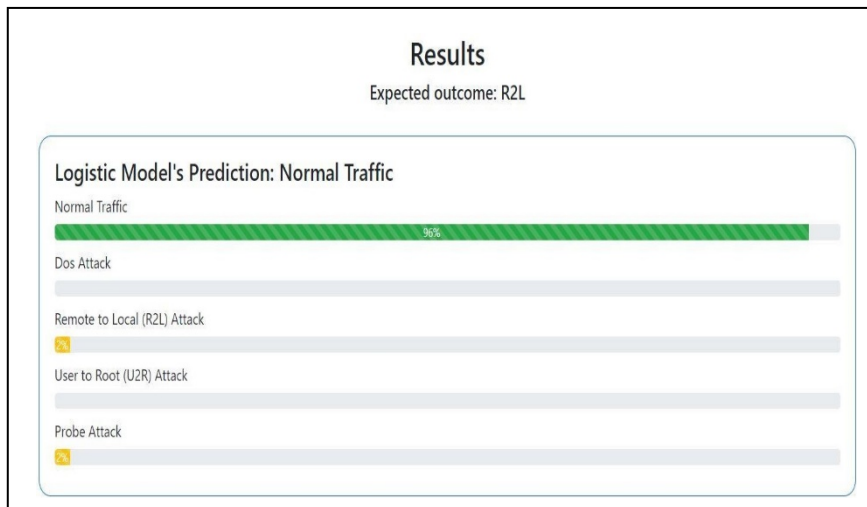 Results
Expected outcome: R2L
Logistic Model's Prediction: Normal Traffic
Normal Traffic
96%
Dos Attack
Remote to Local (R2L) Attack
2%
User to Root (U2R) Attack
Probe Attack
2%